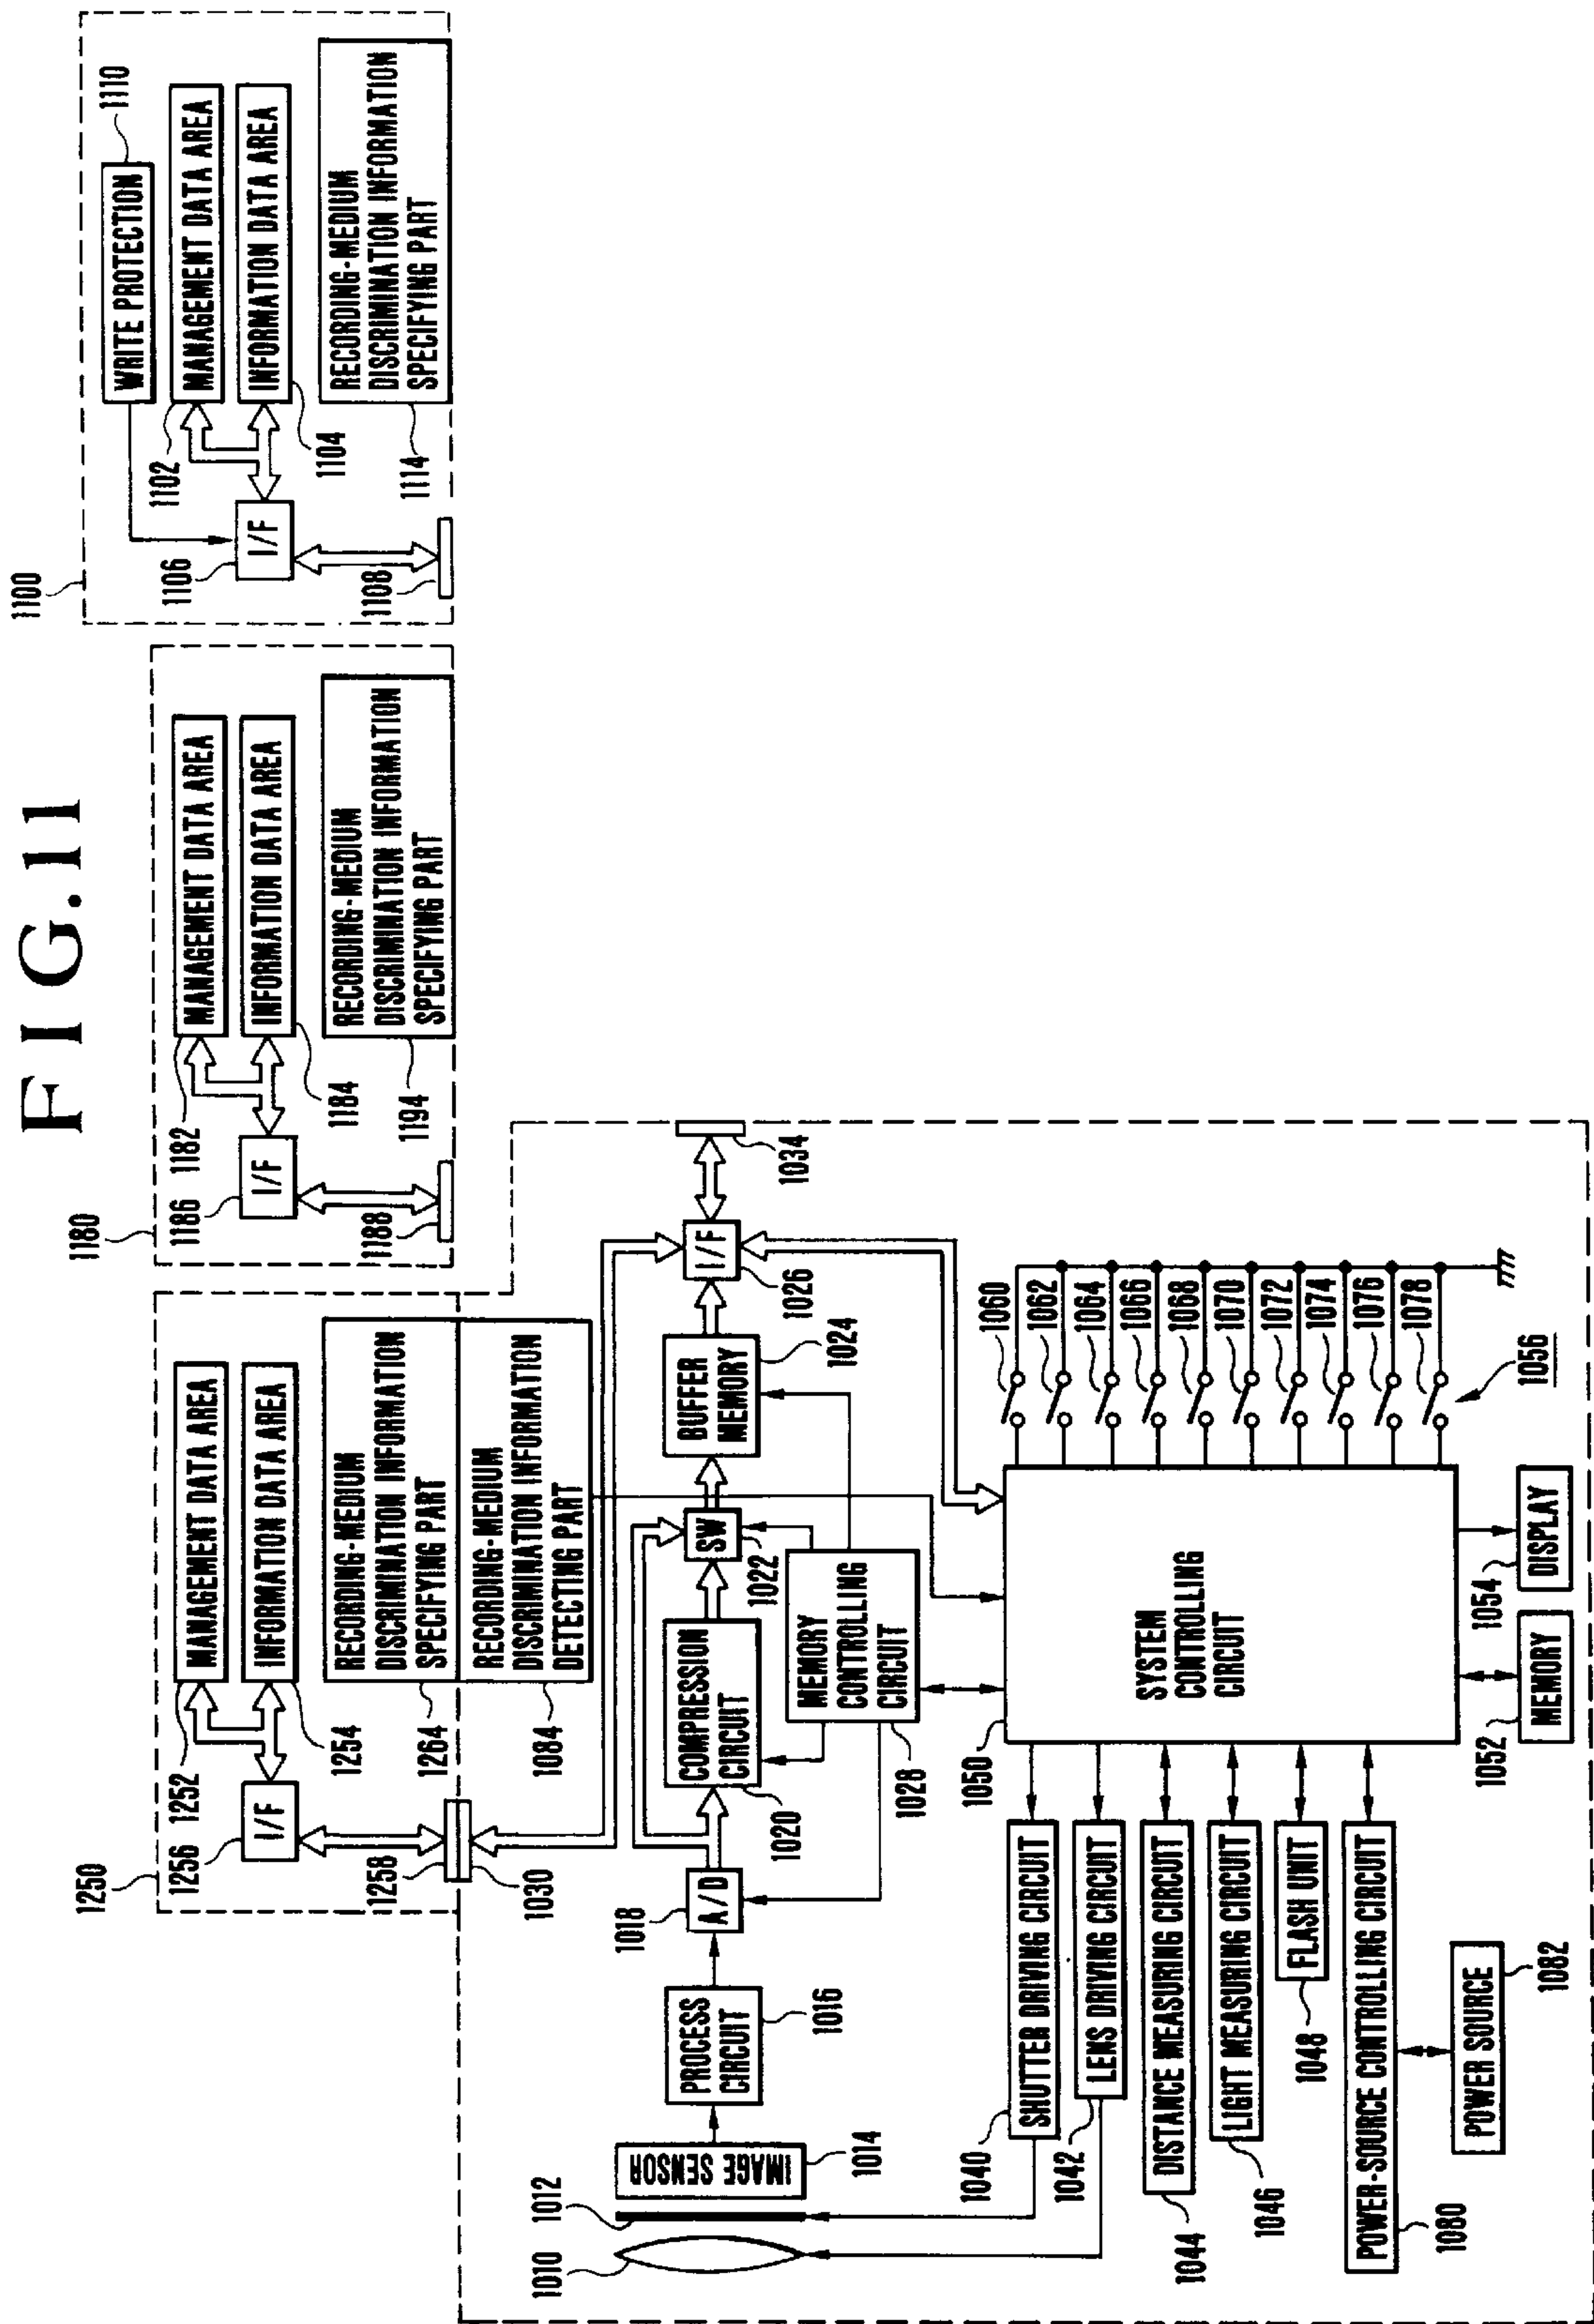 FIG.11
1250
1256
I/F
1252
MANAGEMENT DATA AREA
INFORMATION DATA AREA
1254
1258
1030
RECORDING-MEDIUM
DISCRIMINATION INFORMATION
SPECIFYING PART
1264
RECORDING-MEDIUM
DISCRIMINATION INFORMATION
DETECTING PART
1084
1180
1186
I/F
1182
MANAGEMENT DATA AREA
INFORMATION DATA AREA
1184
1188
RECORDING-MEDIUM
DISCRIMINATION INFORMATION
SPECIFYING PART
1194
1100
1106
I/F
WRITE PROTECTION
1110
1102
MANAGEMENT DATA AREA
INFORMATION DATA AREA
1104
1108
RECORDING-MEDIUM
DISCRIMINATION INFORMATION
SPECIFYING PART
1114
1010
1012
IMAGE SENSOR
1014
PROCESS
CIRCUIT
1016
1018
A/D
COMPRESSION
CIRCUIT
1020
SW
1022
BUFFER
MEMORY
1024
I/F
1026
1034
MEMORY
CONTROLLING
CIRCUIT
1028
1040
SHUTTER DRIVING CIRCUIT
1042
LENS DRIVING CIRCUIT
1044
DISTANCE MEASURING CIRCUIT
1046
LIGHT MEASURING CIRCUIT
1048
FLASH UNIT
1080
POWER-SOURCE CONTROLLING CIRCUIT
POWER SOURCE
1082
1050
SYSTEM
CONTROLLING
CIRCUIT
1052
MEMORY
1054
DISPLAY
1060
1062
1064
1066
1068
1070
1072
1074
1076
1078
1056